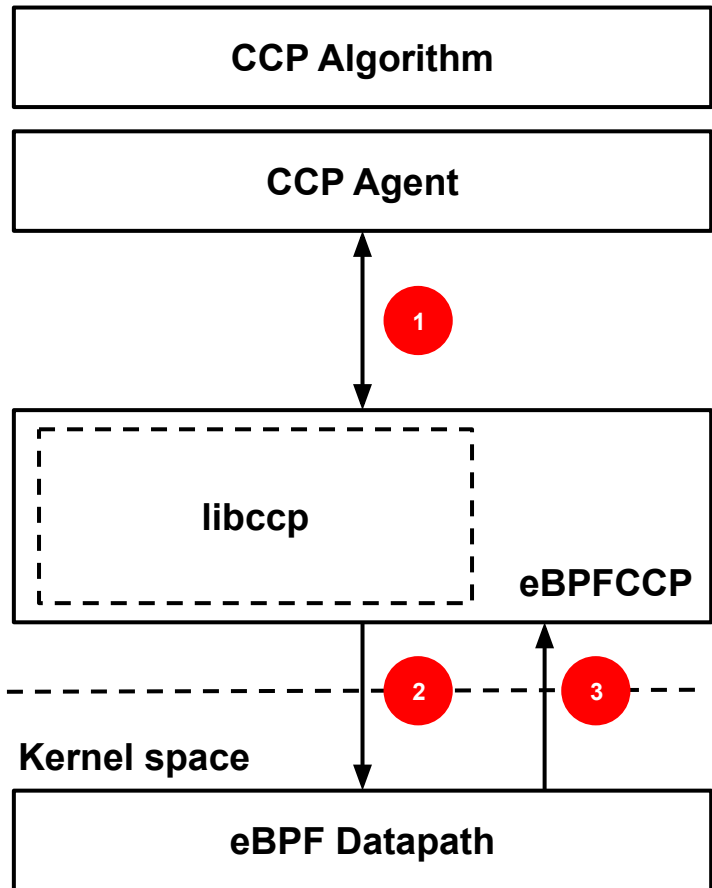 CCP Algorithm
CCP Agent
1
libccp
eBPFCCP
2
3
Kernel space
eBPF Datapath